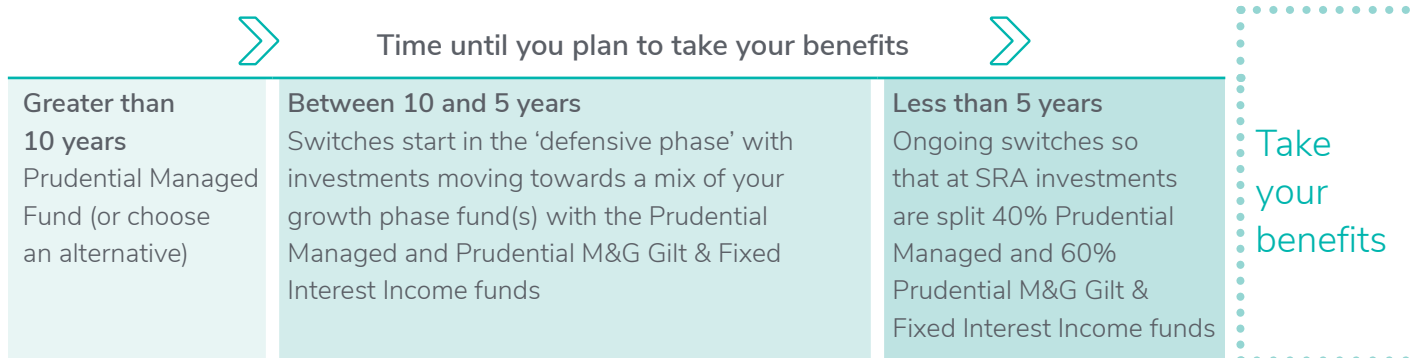 Time until you plan to take your benefits
Greater than
10 years
Prudential Managed
Fund (or choose
an alternative)
Between 10 and 5 years
Switches start in the ‘defensive phase’ with
investments moving towards a mix of your
growth phase fund(s) with the Prudential
Managed and Prudential M&G Gilt & Fixed
Interest Income funds
Less than 5 years
Ongoing switches so
that at SRA investments
are split 40% Prudential
Managed and 60%
Prudential M&G Gilt &
Fixed Interest Income funds
Take
your
benefits